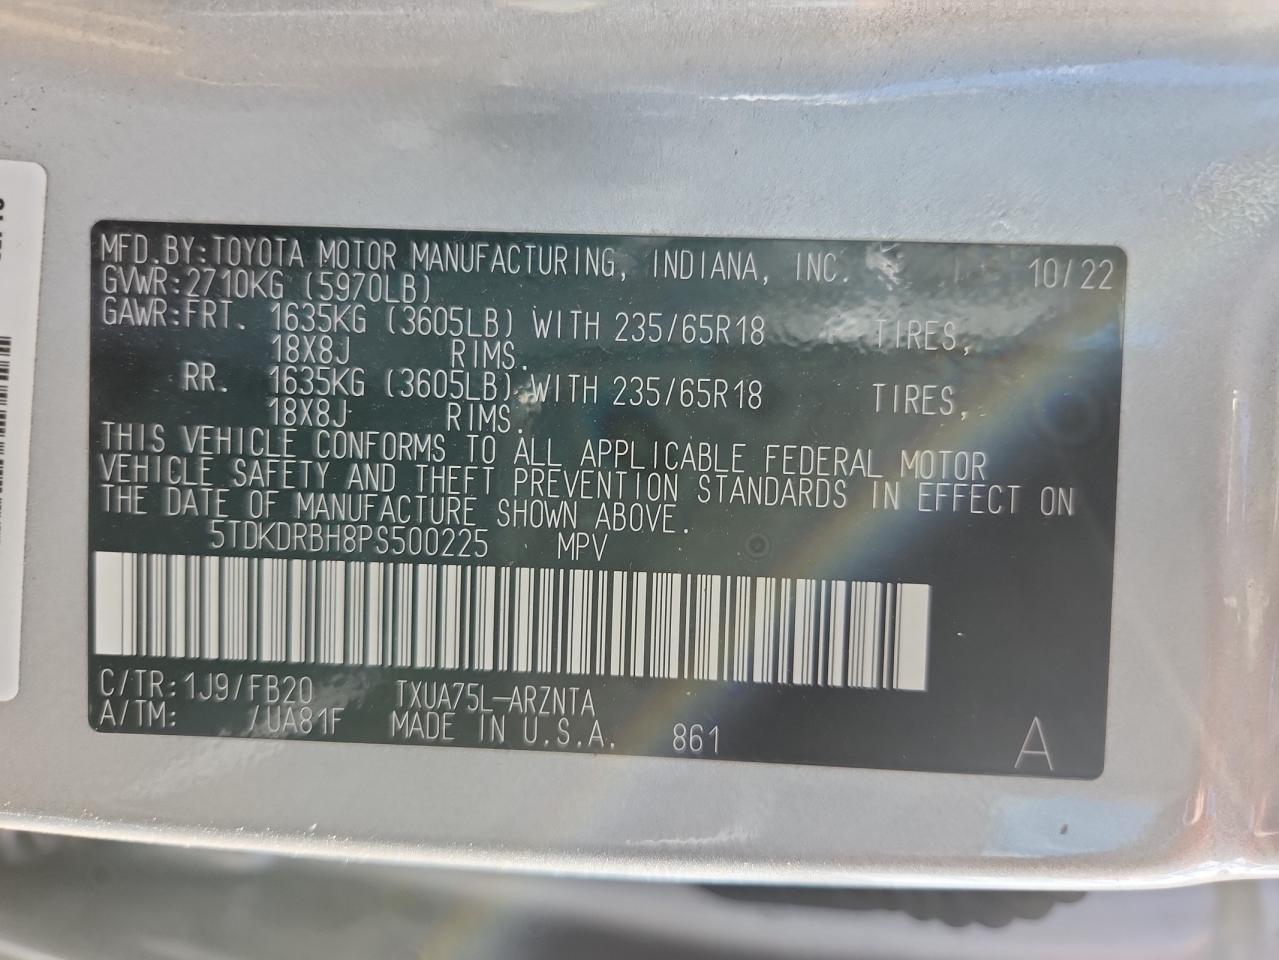 MFD.BY:TOYOTA MOTOR MANUFACTURING, INDIANA, INC. 10/22
GVWR:2710KG (5970LB)
GAWR:FRT. 1635KG (3605LB) WITH 235/65R18 TIRES,
18X8J RIMS.
RR. 1635KG (3605LB) WITH 235/65R18 TIRES,
18X8J RIMS.
THIS VEHICLE CONFORMS TO ALL APPLICABLE FEDERAL MOTOR
VEHICLE SAFETY AND THEFT PREVENTION STANDARDS IN EFFECT ON
THE DATE OF MANUFACTURE SHOWN ABOVE.
5TDKDRBH8PS500225 MPV
C/TR:1J9/FB20 TXUA75L-ARZNTA
A/TM: /UA81F MADE IN U.S.A. 861 A